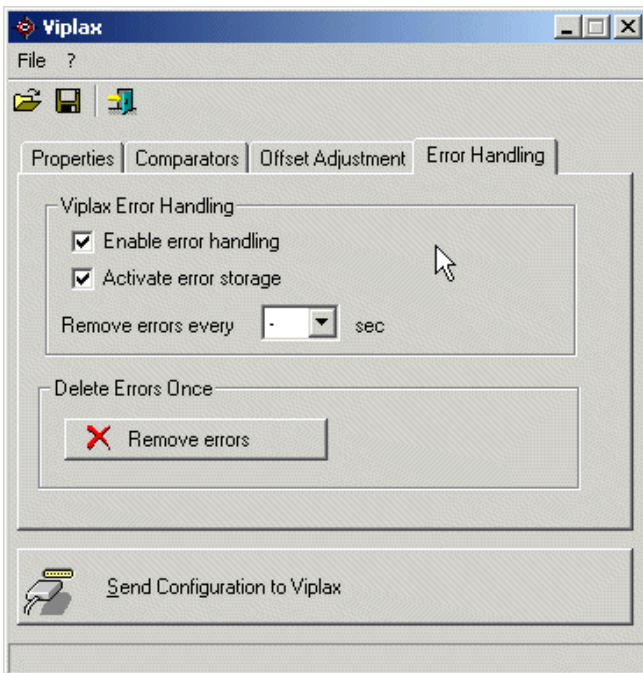 Viplax
File ?
Properties Comparators Offset Adjustment Error Handling
Viplax Error Handling
Enable error handling
Activate error storage
Remove errors every - sec
Delete Errors Once
Remove errors
Send Configuration to Viplax